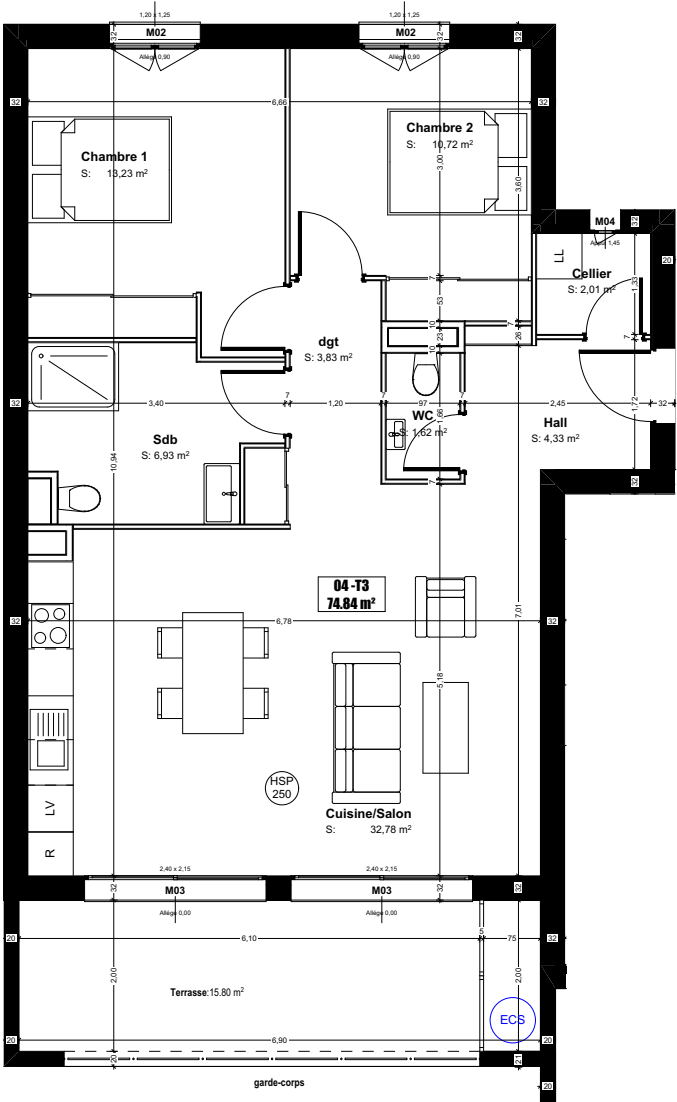 1,20 x 1,25
1,20 x 1,25
M02
M02
32
32
32
Allège 0,90
Allège 0,90
32
6,66
32
Chambre 1
S: 13,23 m²
Chambre 2
S: 10,72 m²
3,00
3,60
M04
32
Appui 1,45
LL
20
Cellier
S: 2,01 m²
1,33
7
53
10
7
23
26
7
10
dgt
S: 3,83 m²
32
3,40
7
1,20
7
97
7
2,45
1,72
32
WC
S: 1,62 m²
1,66
Hall
S: 4,33 m²
Sdb
S: 6,93 m²
10,94
7
32
04 -T3
74.84 m²
7,01
32
6,78
32
5,18
HSP
250
LV
Cuisine/Salon
S: 32,78 m²
R
2,40 x 2,15
2,40 x 2,15
M03
M03
32
32
32
Allège 0,00
Allège 0,00
20
6,10
5
75
32
2,00
2,00
Terrasse:15.80 m²
ECS
20
6,90
20
20
21
garde-corps
20